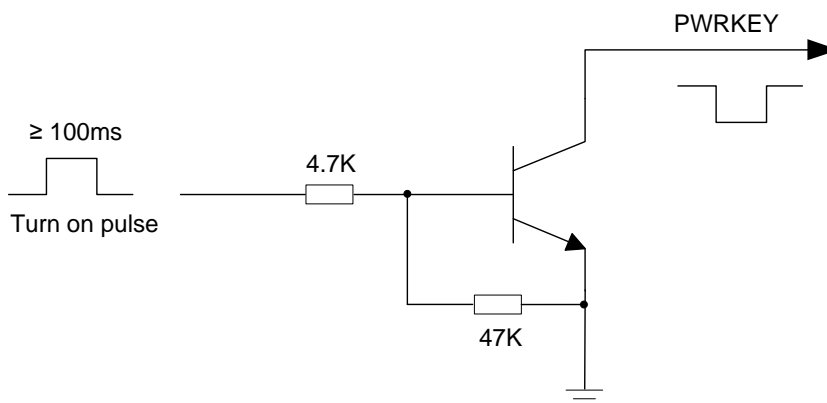 PWRKEY
≥ 100ms
4.7K
Turn on pulse
47K